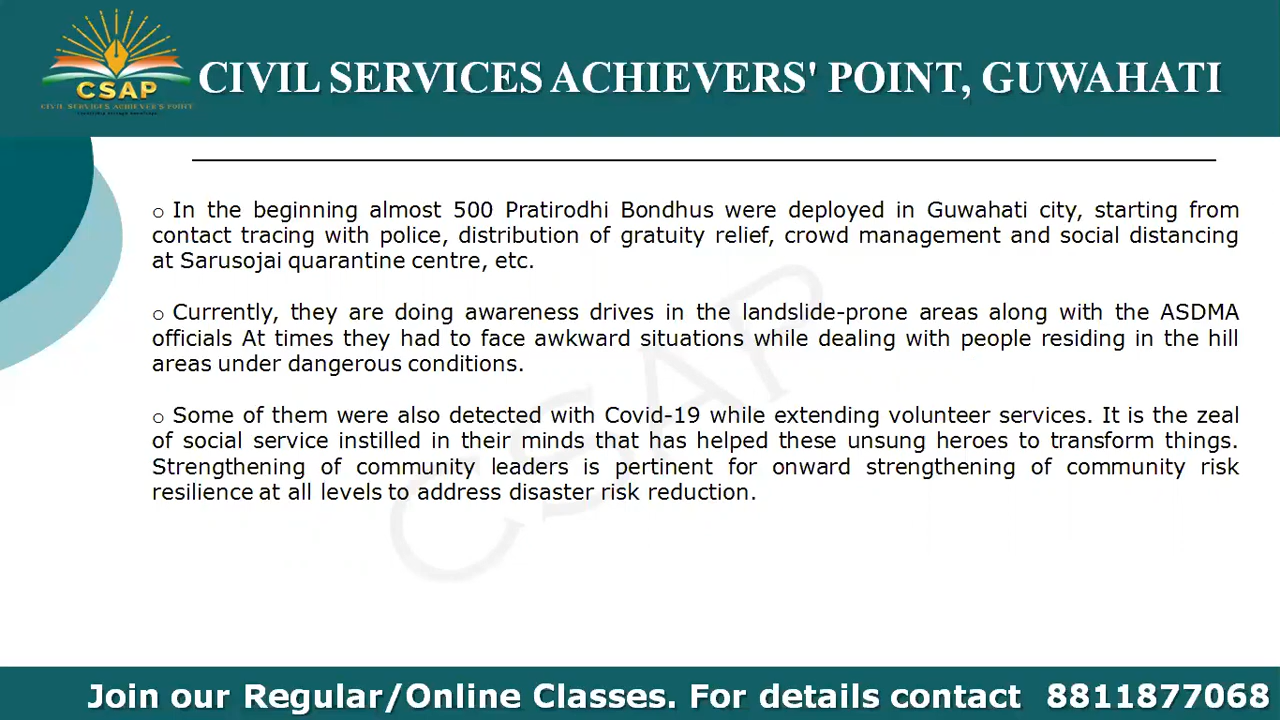 CSAP
CIVIL SERVICES ACHIEVER'S POINT
CIVIL SERVICES ACHIEVERS' POINT, GUWAHATI
o In the beginning almost 500 Pratirodhi Bondhus were deployed in Guwahati city, starting from
contact tracing with police, distribution of gratuity relief, crowd management and social distancing
at Sarusojai quarantine centre, etc.
o Currently, they are doing awareness drives in the landslide-prone areas along with the ASDMA
officials At times they had to face awkward situations while dealing with people residing in the hill
areas under dangerous conditions.
o Some of them were also detected with Covid-19 while extending volunteer services. It is the zeal
of social service instilled in their minds that has helped these unsung heroes to transform things.
Strengthening of community leaders is pertinent for onward strengthening of community risk
resilience at all levels to address disaster risk reduction.
CSAP
Join our Regular/Online Classes. For details contact 8811877068